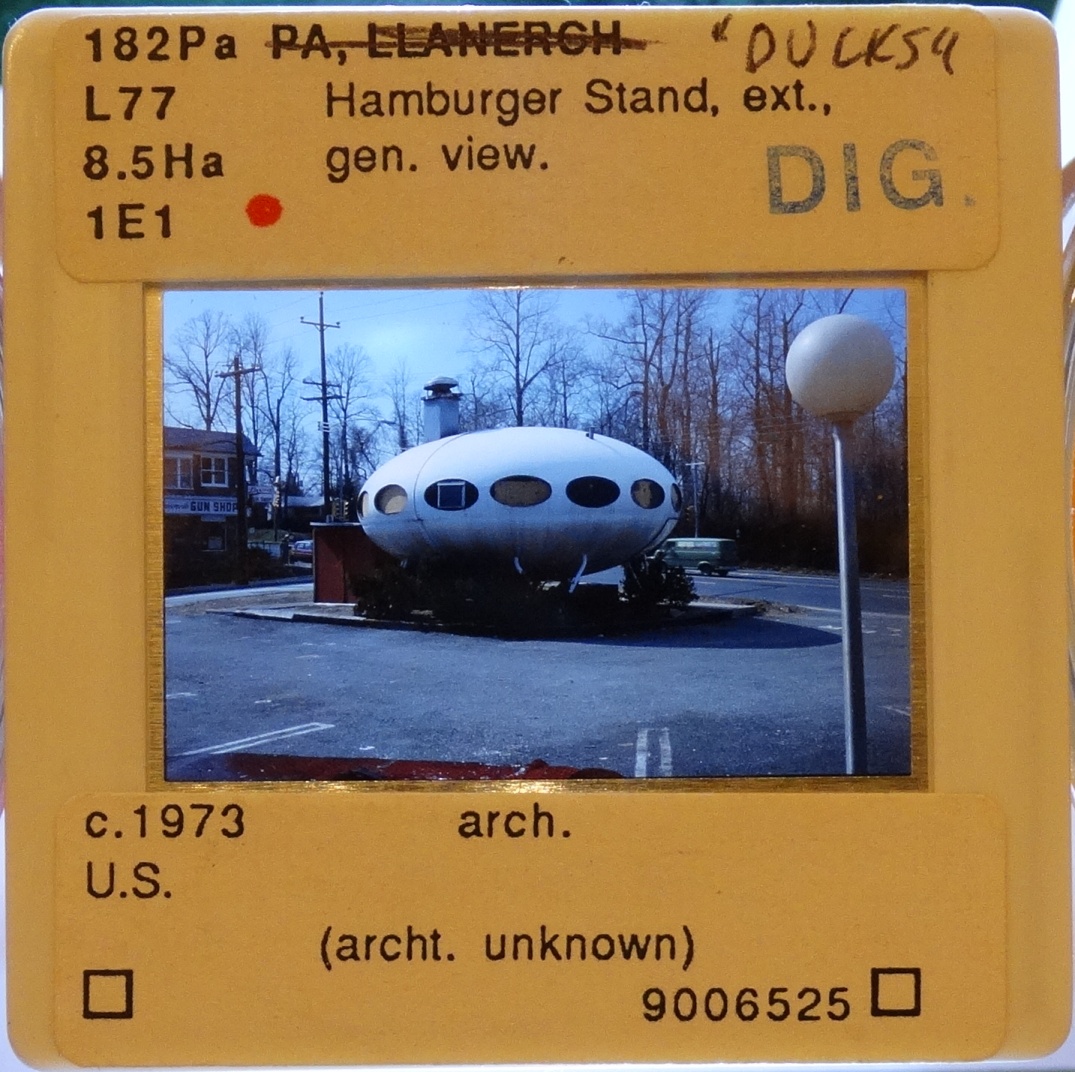 182Pa PA, LLANERCH "DUCKS"
L77 Hamburger Stand, ext.,
8.5Ha gen. view.
DIG.
1E1
GUN SHOP
c.1973 arch.
U.S.
(archt. unknown)
9006525